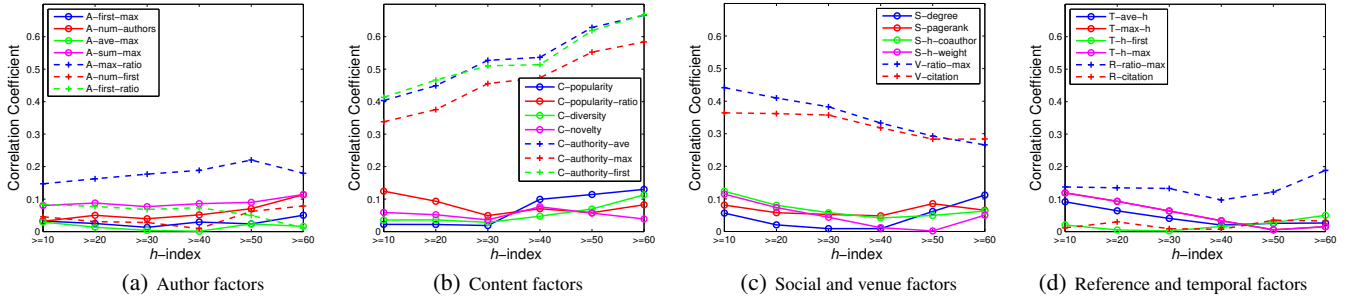 Correlation Coefficient
0.6
0.5
0.4
0.3
0.2
0.1
0
A-first-max
A-num-authors
A-ave-max
A-sum-max
A-max-ratio
A-num-first
A-first-ratio
>=10 >=20 >=30 >=40 >=50 >=60
h-index
(a) Author factors
Correlation Coefficient
0.6
0.5
0.4
0.3
0.2
0.1
0
C-popularity
C-popularity-ratio
C-diversity
C-novelty
C-authority-ave
C-authority-max
C-authority-first
>=10 >=20 >=30 >=40 >=50 >=60
h-index
(b) Content factors
Correlation Coefficient
0.6
0.5
0.4
0.3
0.2
0.1
0
S-degree
S-pagerank
S-h-coauthor
S-h-weight
V-ratio-max
V-citation
>=10 >=20 >=30 >=40 >=50 >=60
h-index
(c) Social and venue factors
Correlation Coefficient
0.6
0.5
0.4
0.3
0.2
0.1
0
T-ave-h
T-max-h
T-h-first
T-h-max
R-ratio-max
R-citation
>=10 >=20 >=30 >=40 >=50 >=60
h-index
(d) Reference and temporal factors